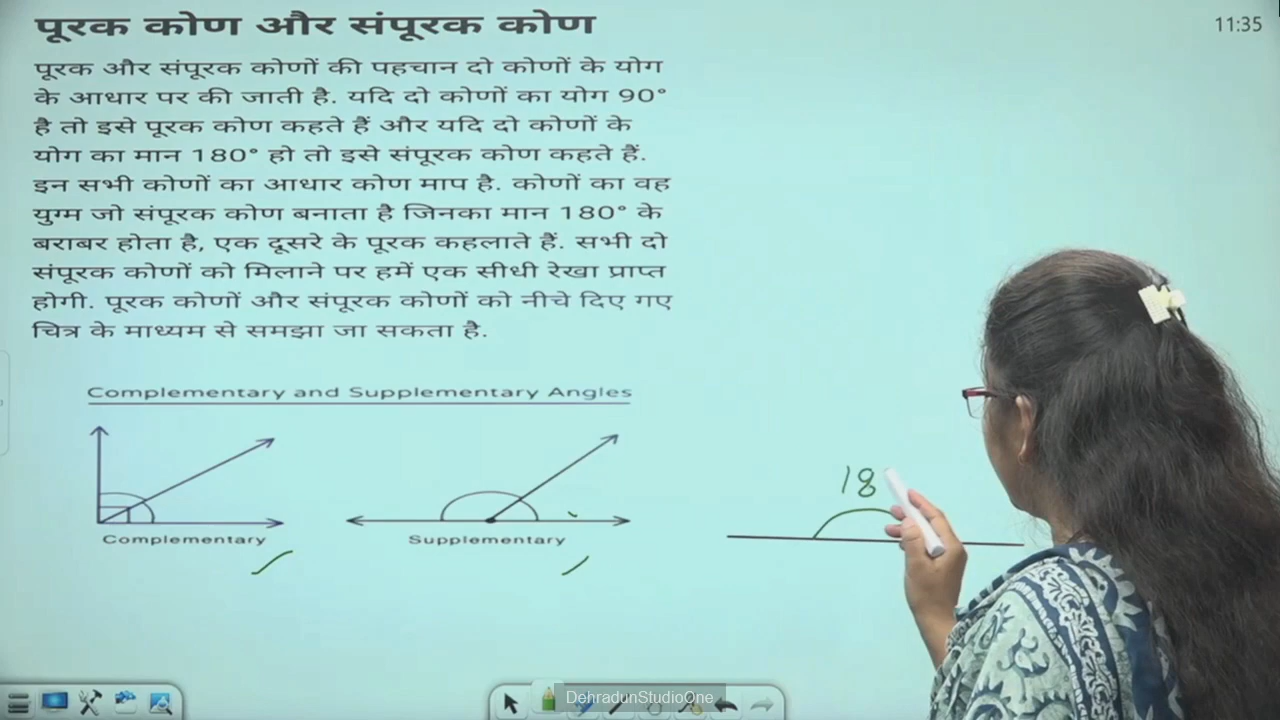 पूरक कोण और संपूरक कोण
11:35
पूरक और संपूरक कोणों की पहचान दो कोणों के योग
के आधार पर की जाती है. यदि दो कोणों का योग 90°
है तो इसे पूरक कोण कहते हैं और यदि दो कोणों के
योग का मान 180° हो तो इसे संपूरक कोण कहते हैं.
इन सभी कोणों का आधार कोण माप है. कोणों का वह
युग्म जो संपूरक कोण बनाता है जिनका मान 180° के
बराबर होता है, एक दूसरे के पूरक कहलाते हैं. सभी दो
संपूरक कोणों को मिलाने पर हमें एक सीधी रेखा प्राप्त
होगी. पूरक कोणों और संपूरक कोणों को नीचे दिए गए
चित्र के माध्यम से समझा जा सकता है.
Complementary and Supplementary Angles
18
Complementary
Supplementary
DehradunStudioOne